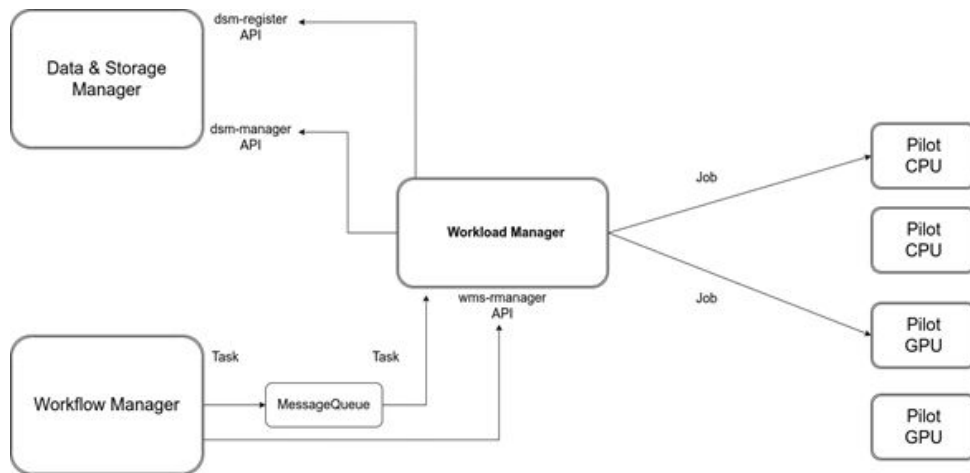 dsm-register
API
Data & Storage
Manager
dsm-manager
API
Pilot
CPU
Job
Workload Manager
Pilot
CPU
wms-rmanager
API
Job
Pilot
GPU
Task
Task
Workflow Manager
MessageQueue
Pilot
GPU